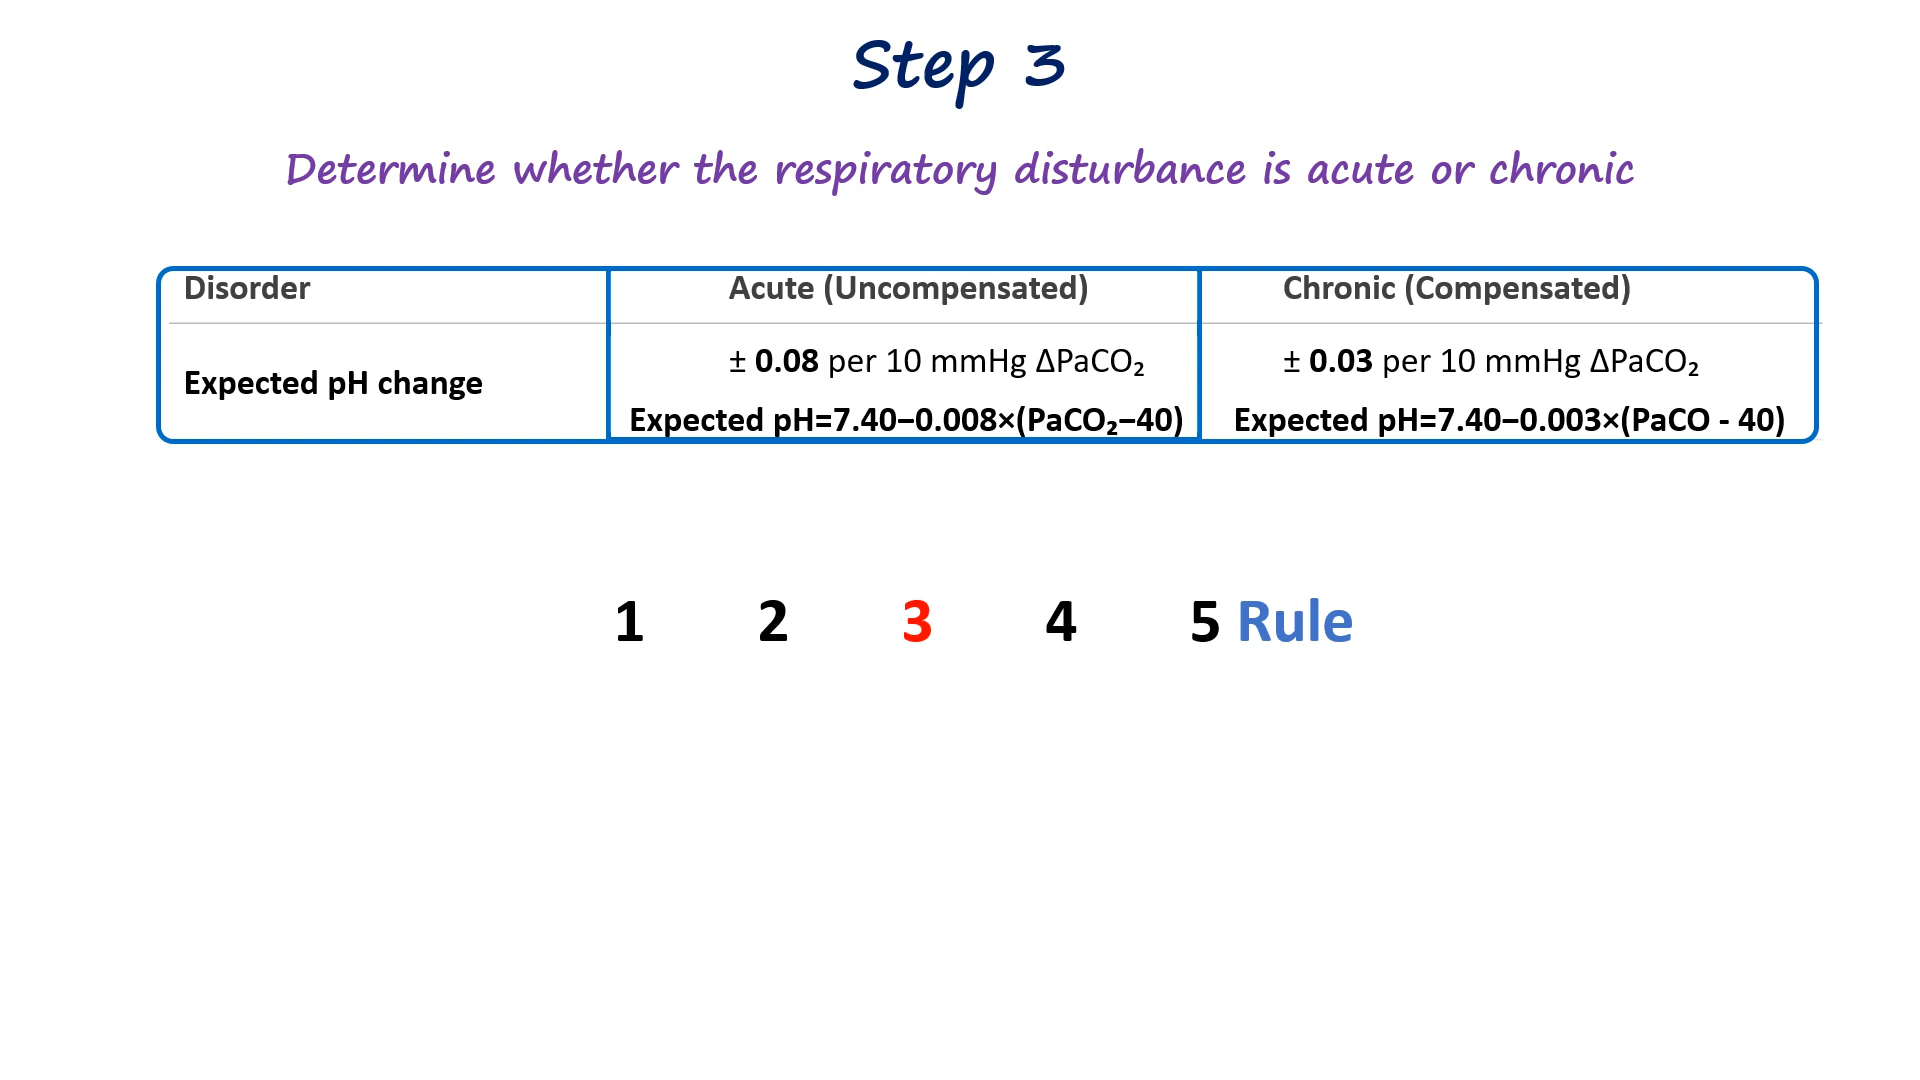 Step 3
Determine whether the respiratory disturbance is acute or chronic
Disorder Acute (Uncompensated) Chronic (Compensated)
± 0.08 per 10 mmHg ΔPaCO₂ ± 0.03 per 10 mmHg ΔPaCO₂
Expected pH change
Expected pH=7.40−0.008×(PaCO₂−40) Expected pH=7.40−0.003×(PaCO - 40)
1 2 3 4 5 Rule